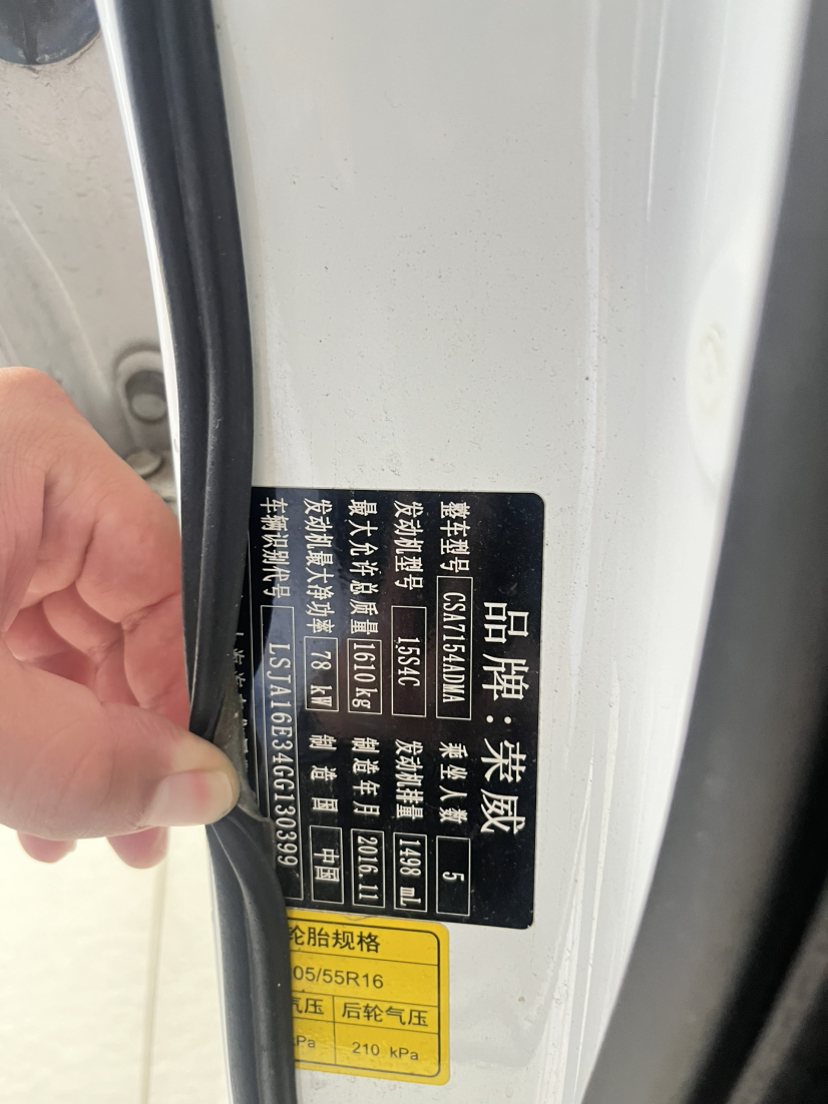 品牌:荣威
整车型号 CSA7154ADMA 乘坐人数 5
发动机型号 15S4C 发动机排量 1498 mL
最大允许总质量 1610kg 制造年月 2016.11
发动机最大净功率 78 kW 制造国 中国
车辆识别代号 LSJA16E34GG130399
轮胎规格
05/55R16
气压 后轮气压
kPa 210 kPa